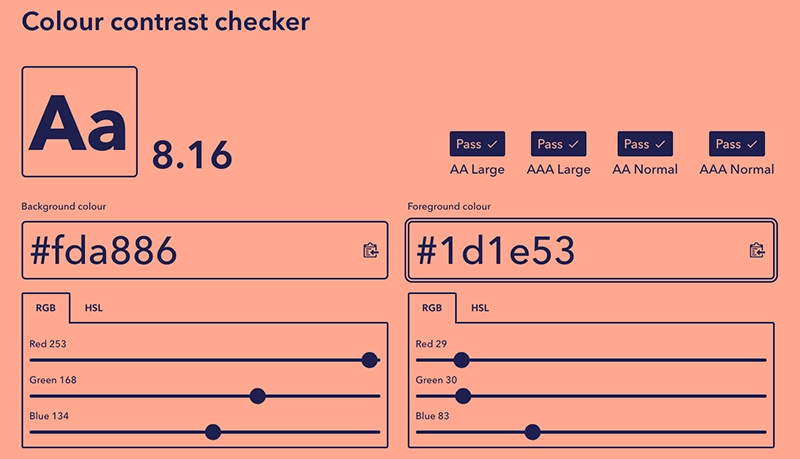 Colour contrast checker
Aa
8.16
Pass Pass Pass Pass
AA Large AAA Large AA Normal AAA Normal
Background colour Foreground colour
#fda886 #1d1e53
RGB HSL RGB HSL
Red 253 Red 29
Green 168 Green 30
Blue 134 Blue 83